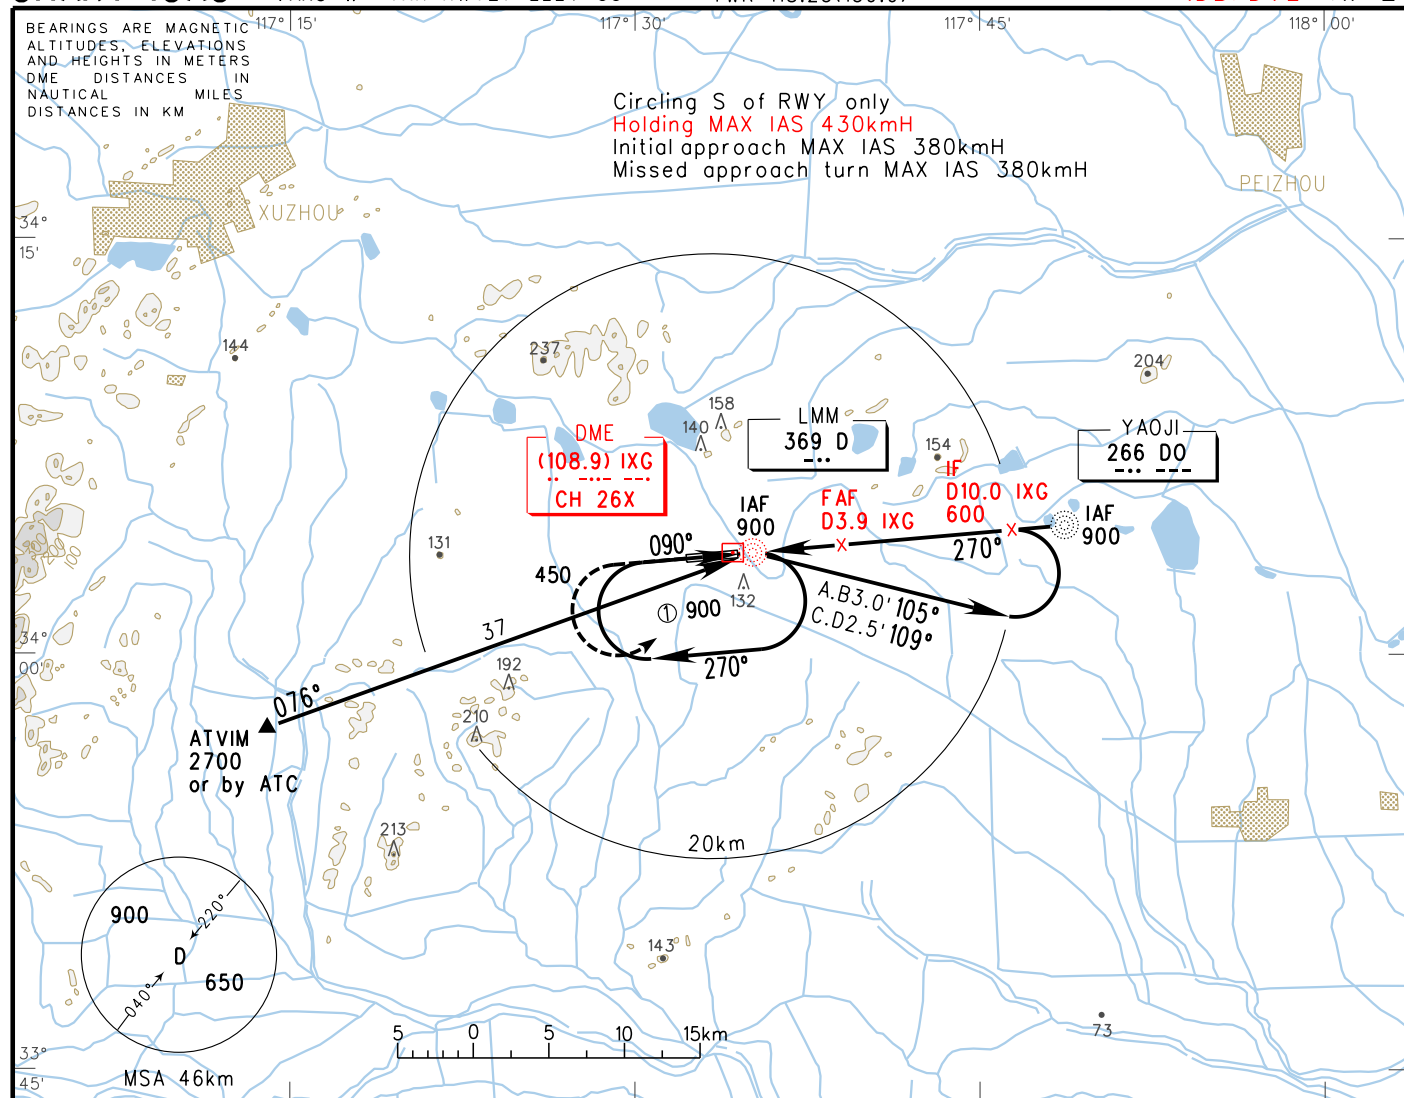 117° 15'
117° 30'
117° 45'
118° 00'
BEARINGS ARE MAGNETIC
ALTITUDES, ELEVATIONS
AND HEIGHTS IN METERS
DME DISTANCES IN
NAUTICAL MILES
DISTANCES IN KM
Circling S of RWY only
Holding MAX IAS 430kmH
Initial approach MAX IAS 380kmH
Missed approach turn MAX IAS 380kmH
PEIZHOU
XUZHOU
34°
15'
144
237
204
158
140
154
DME
(108.9) IXG
CH 26X
LMM
369 D
YAOJI
266 DO
IAF
900
FAF
D3.9 IXG
IF
D10.0 IXG
600
IAF
900
131
090°
270°
450
132
① 900
A.B3.0' 105°
C.D2.5' 109°
37
34°
00'
270°
192
076°
210
ATVIM
2700
or by ATC
213
20km
900
220°
D
650
040°
143
73
5 0 5 10 15km
33°
45'
MSA 46km